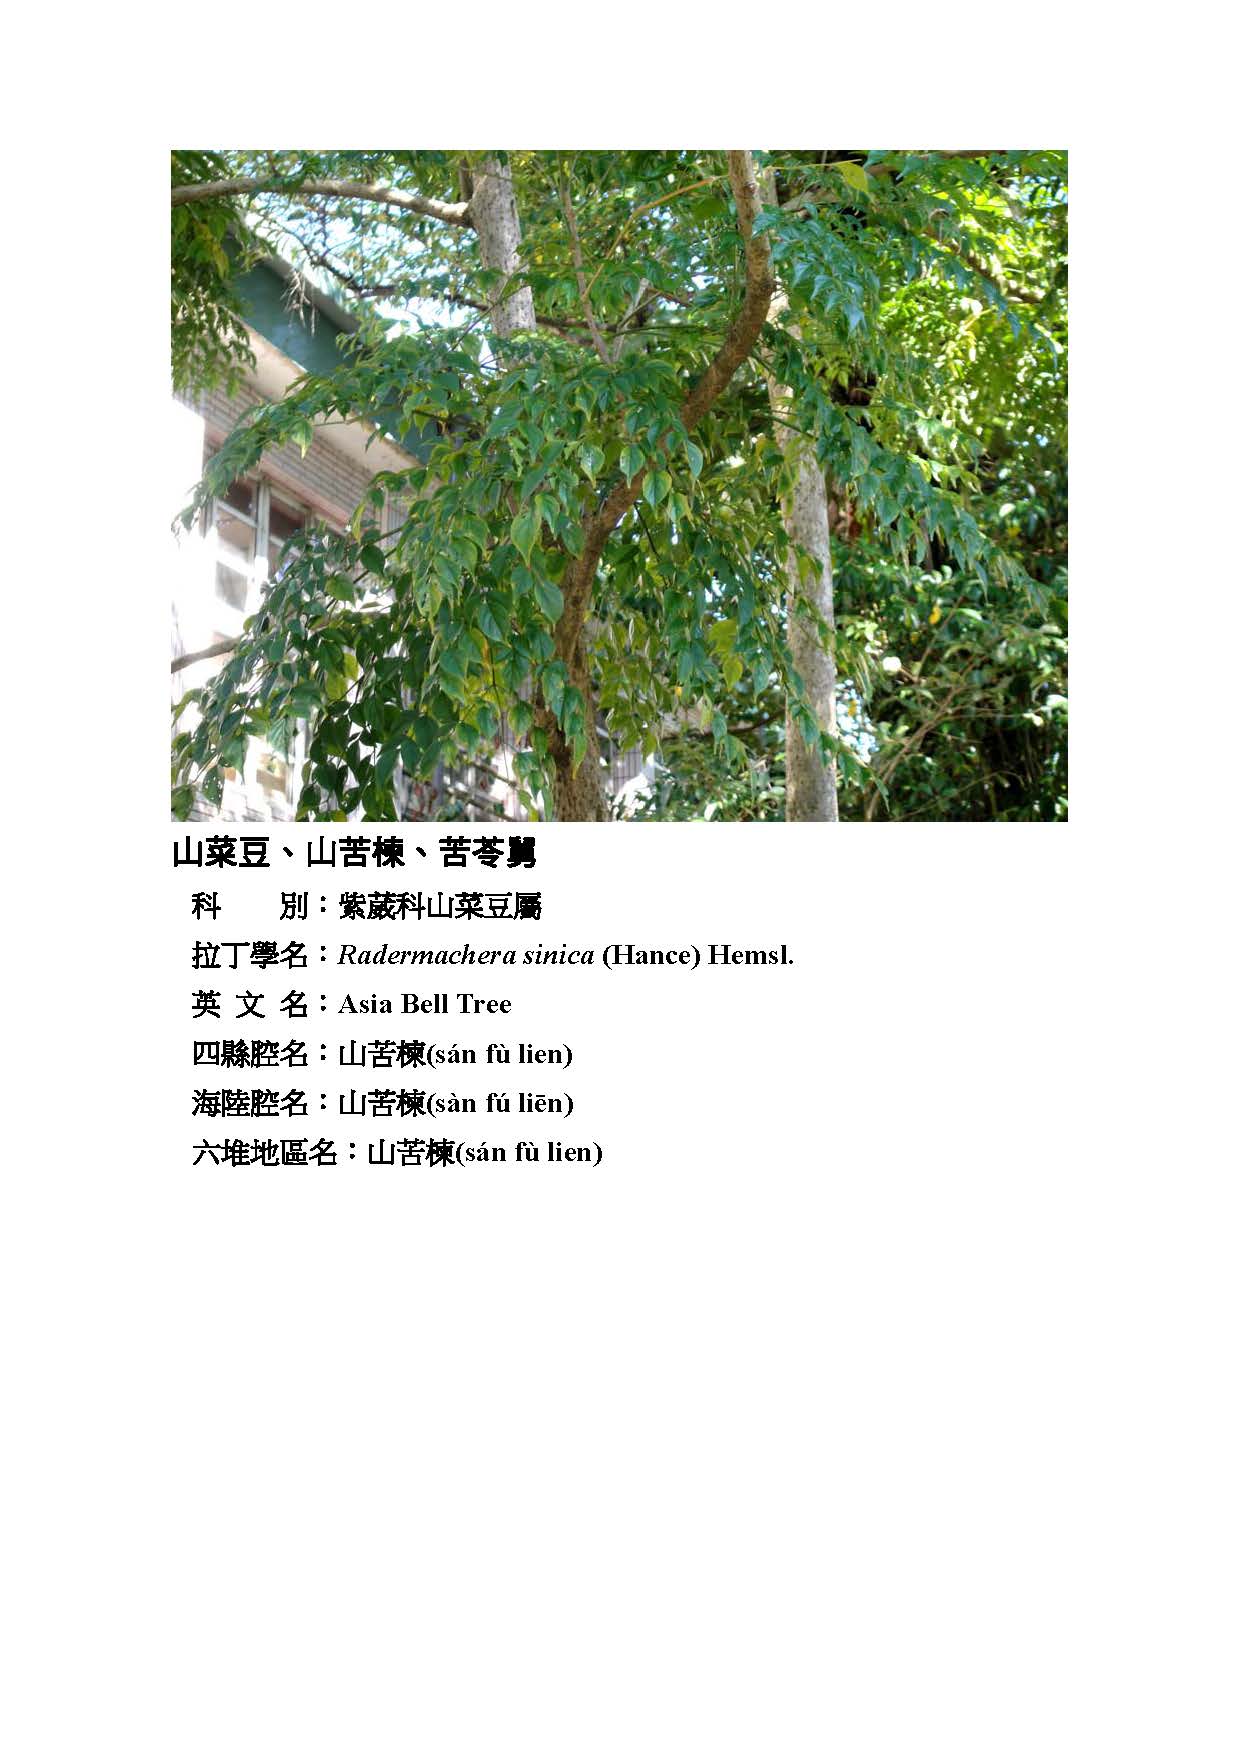 山菜豆、山苦楝、苦苓舅
科　　別：紫葳科山菜豆屬
拉丁學名：Radermachera sinica (Hance) Hemsl.
英 文 名：Asia Bell Tree
四縣腔名：山苦楝(sán fù lien)
海陸腔名：山苦楝(sàn fú liēn)
六堆地區名：山苦楝(sán fù lien)